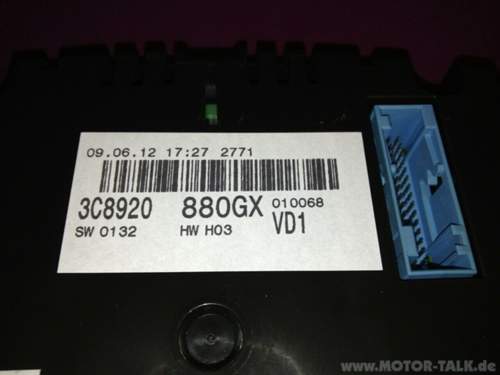 09.06.12 17:27 2771
3C8920 880GX 010068
SW 0132 HW H03 VD1
www.MOTOR-TALK.de